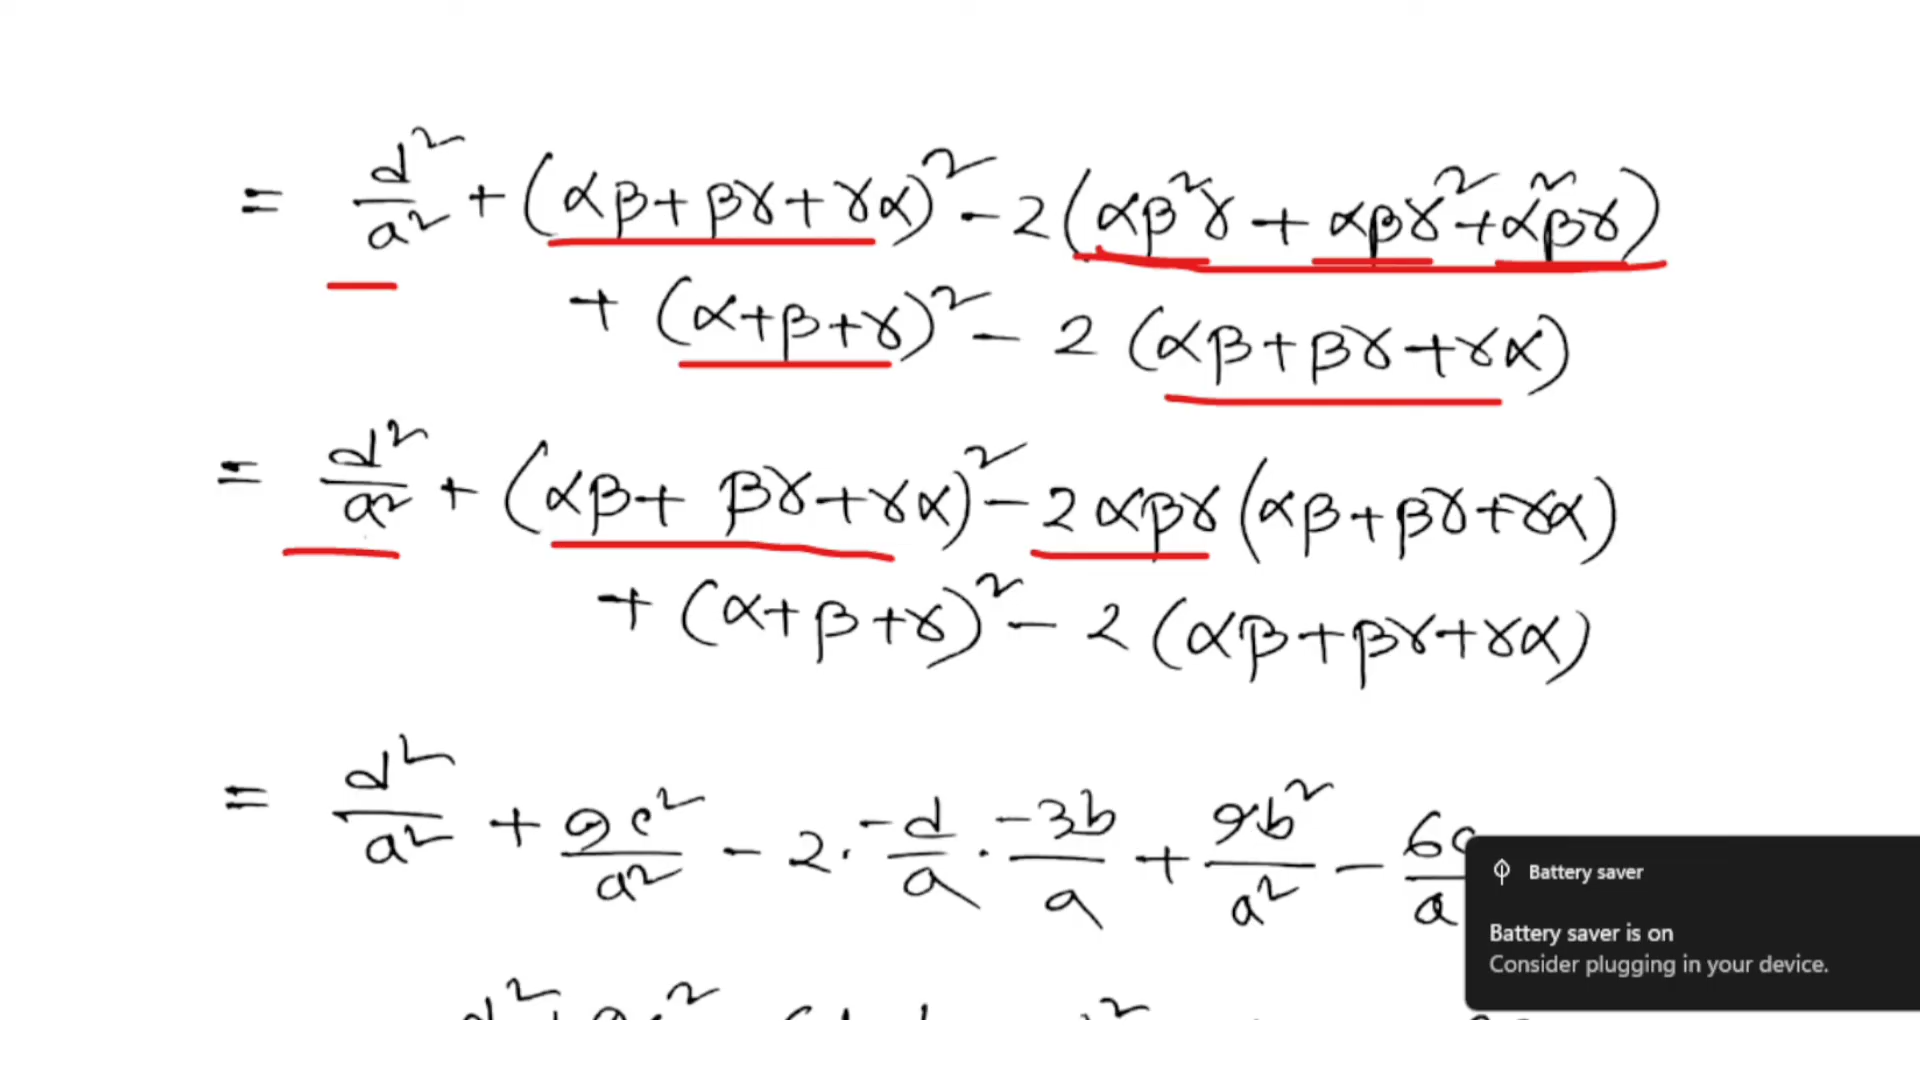 = d²/a² + (αβ+βγ+γα)² - 2(αβ²γ + αβγ² + α²βγ)
+ (α+β+γ)² - 2 (αβ+βγ+γα)
= d²/a² + (αβ+ βγ+γα)² - 2αβγ(αβ+βγ+γα)
+ (α+β+γ)² - 2 (αβ+βγ+γα)
= d²/a² + 9c²/a² - 2 · -d/a · -3b/a + 9b²/a² - 6c/a
Battery saver
Battery saver is on
Consider plugging in your device.